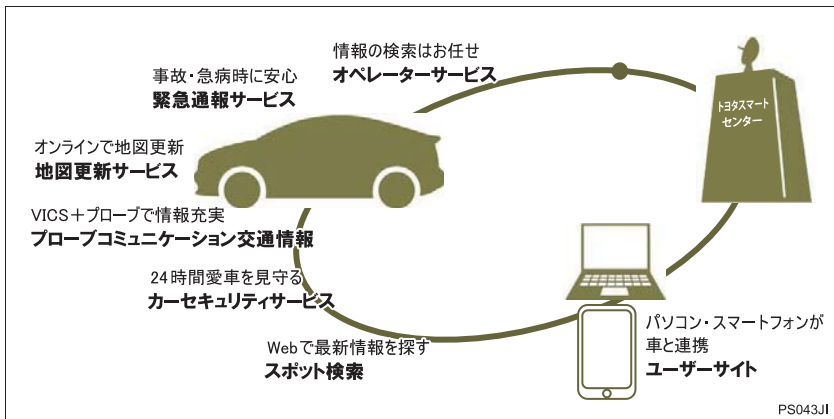 情報の検索はお任せ
オペレーターサービス
事故・急病時に安心
緊急通報サービス
トヨタスマート
センター
オンラインで地図更新
地図更新サービス
VICS＋プローブで情報充実
プローブコミュニケーション交通情報
24時間愛車を見守る
カーセキュリティサービス
Webで最新情報を探す
スポット検索
パソコン・スマートフォンが
車と連携
ユーザーサイト
PS043JI